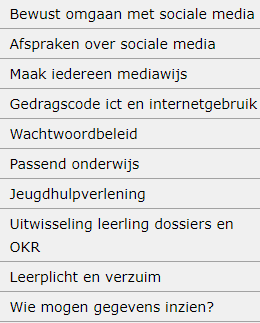 Bewust omgaan met sociale media
Afspraken over sociale media
Maak iedereen mediawijs
Gedragscode ict en internetgebruik
Wachtwoordbeleid
Passend onderwijs
Jeugdhulpverlening
Uitwisseling leerling dossiers en
OKR
Leerplicht en verzuim
Wie mogen gegevens inzien?